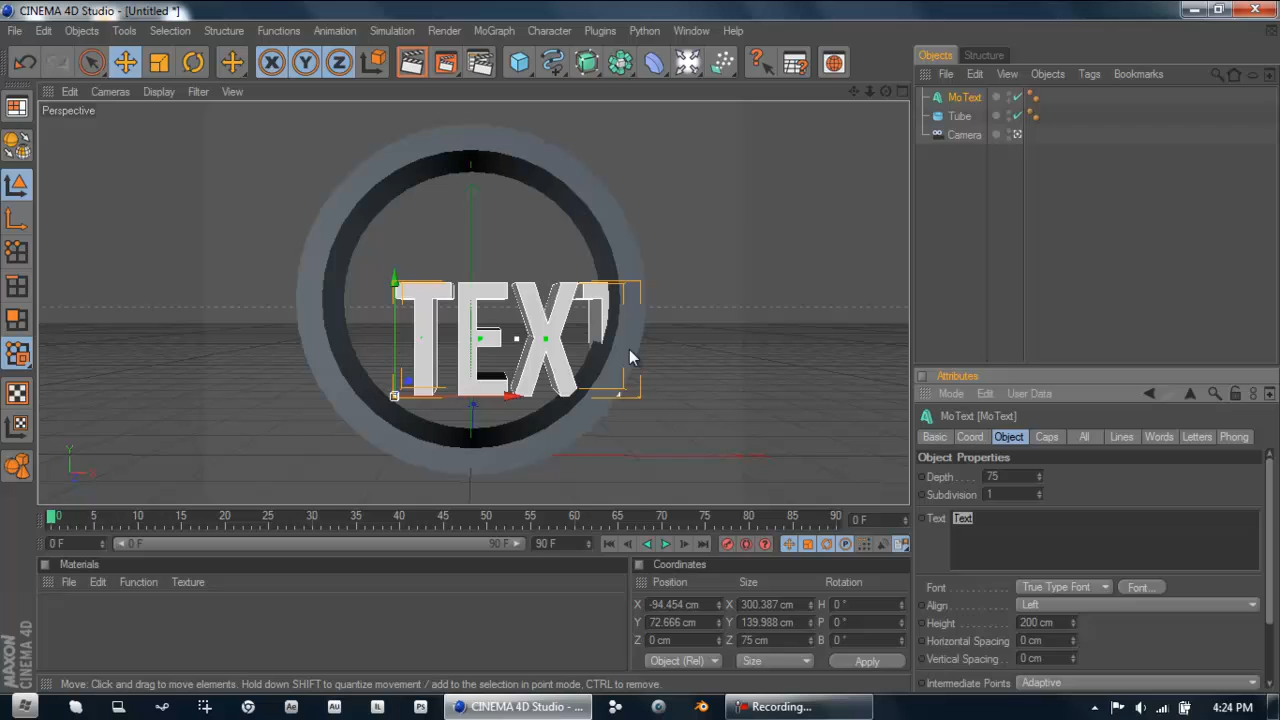 CINEMA 4D Studio - [Untitled *]
File Edit Objects Tools Selection Structure Functions Animation Simulation Render MoGraph Character Plugins Python Window Help
Edit Cameras Display Filter View
Perspective
TEXT
Y
X
Z
0 5 10 15 20 25 30 35 40 45 50 55 60 65 70 75 80 85 90 0 F
0 F 0 F 90 F 90 F
Materials
File Edit Function Texture
Coordinates
Position Size Rotation
X -94.454 cm X 300.387 cm H 0 °
Y 72.666 cm Y 139.988 cm P 0 °
Z 0 cm Z 75 cm B 0 °
Object (Rel) Size Apply
MAXON
CINEMA 4D
Move: Click and drag to move elements. Hold down SHIFT to quantize movement / add to the selection in point mode, CTRL to remove.
Objects Structure
File Edit View Objects Tags Bookmarks
MoText
Tube
Camera
Attributes
Mode Edit User Data
MoText [MoText]
Basic Coord Object Caps All Lines Words Letters Phong
Object Properties
Depth . . . . 75
Subdivision 1
Text Text
Font True Type Font Font...
Align Left
Height 200 cm
Horizontal Spacing 0 cm
Vertical Spacing 0 cm
Intermediate Points Adaptive
Ae Au IL Ps CINEMA 4D Studio - ... Recording... 4:24 PM